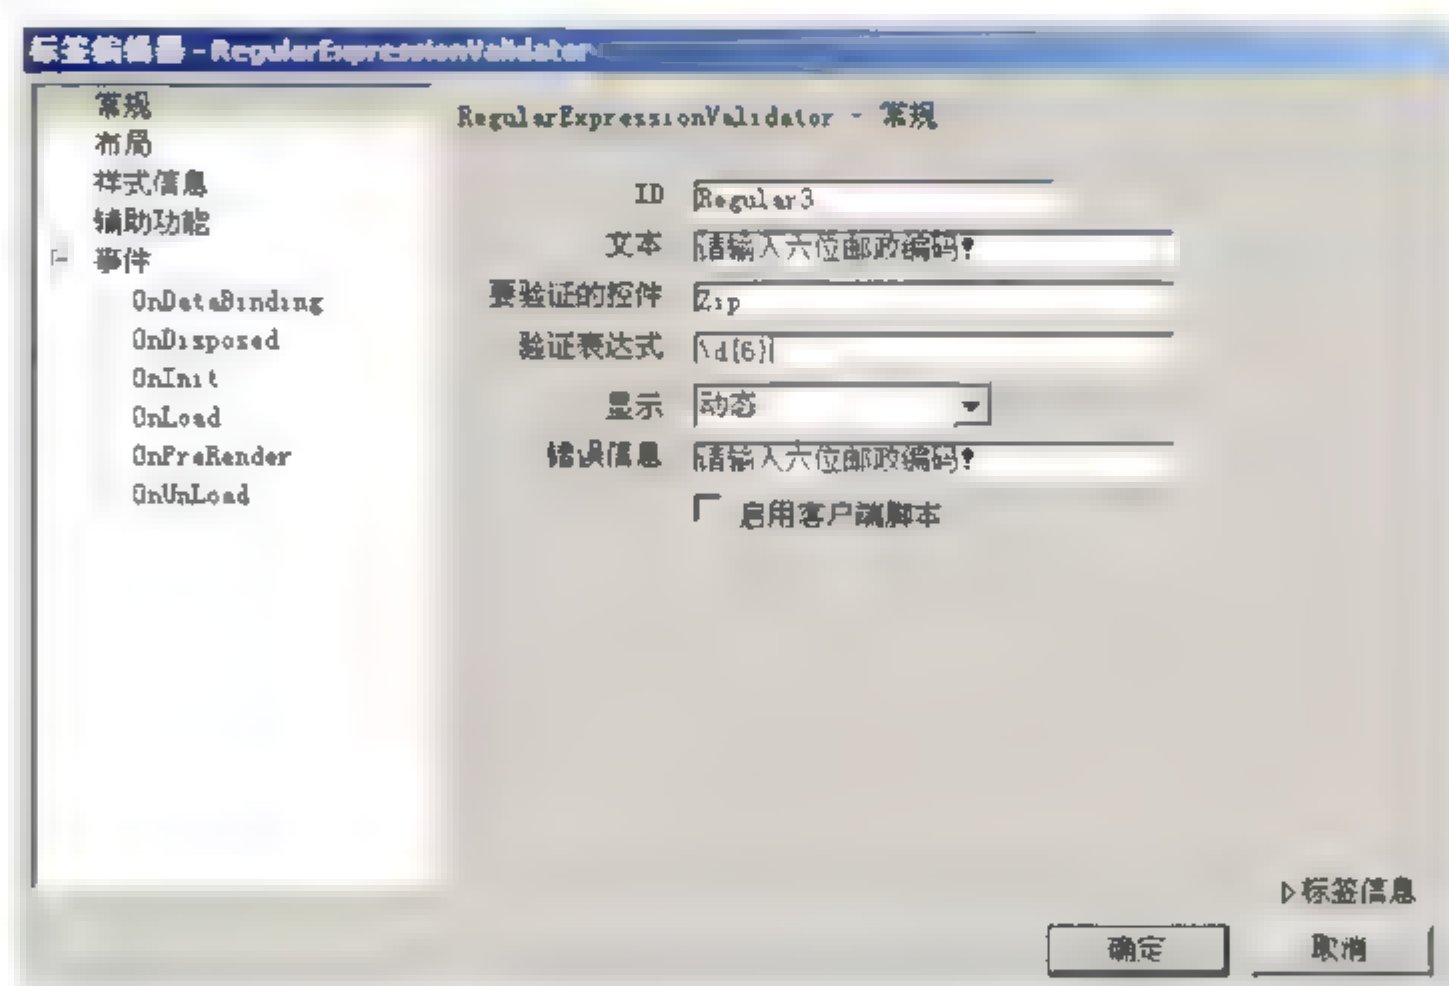 标签编辑器 - RegularExpressionValidator
常规
布局
样式信息
辅助功能
事件
OnDataBinding
OnDisposed
OnInit
OnLoad
OnPreRender
OnUnLoad
RegularExpressionValidator - 常规
ID Regular3
文本 请输入六位邮政编码!
要验证的控件 Zip
验证表达式 \d{6}
显示 动态
错误信息 请输入六位邮政编码!
启用客户端脚本
标签信息
确定 取消